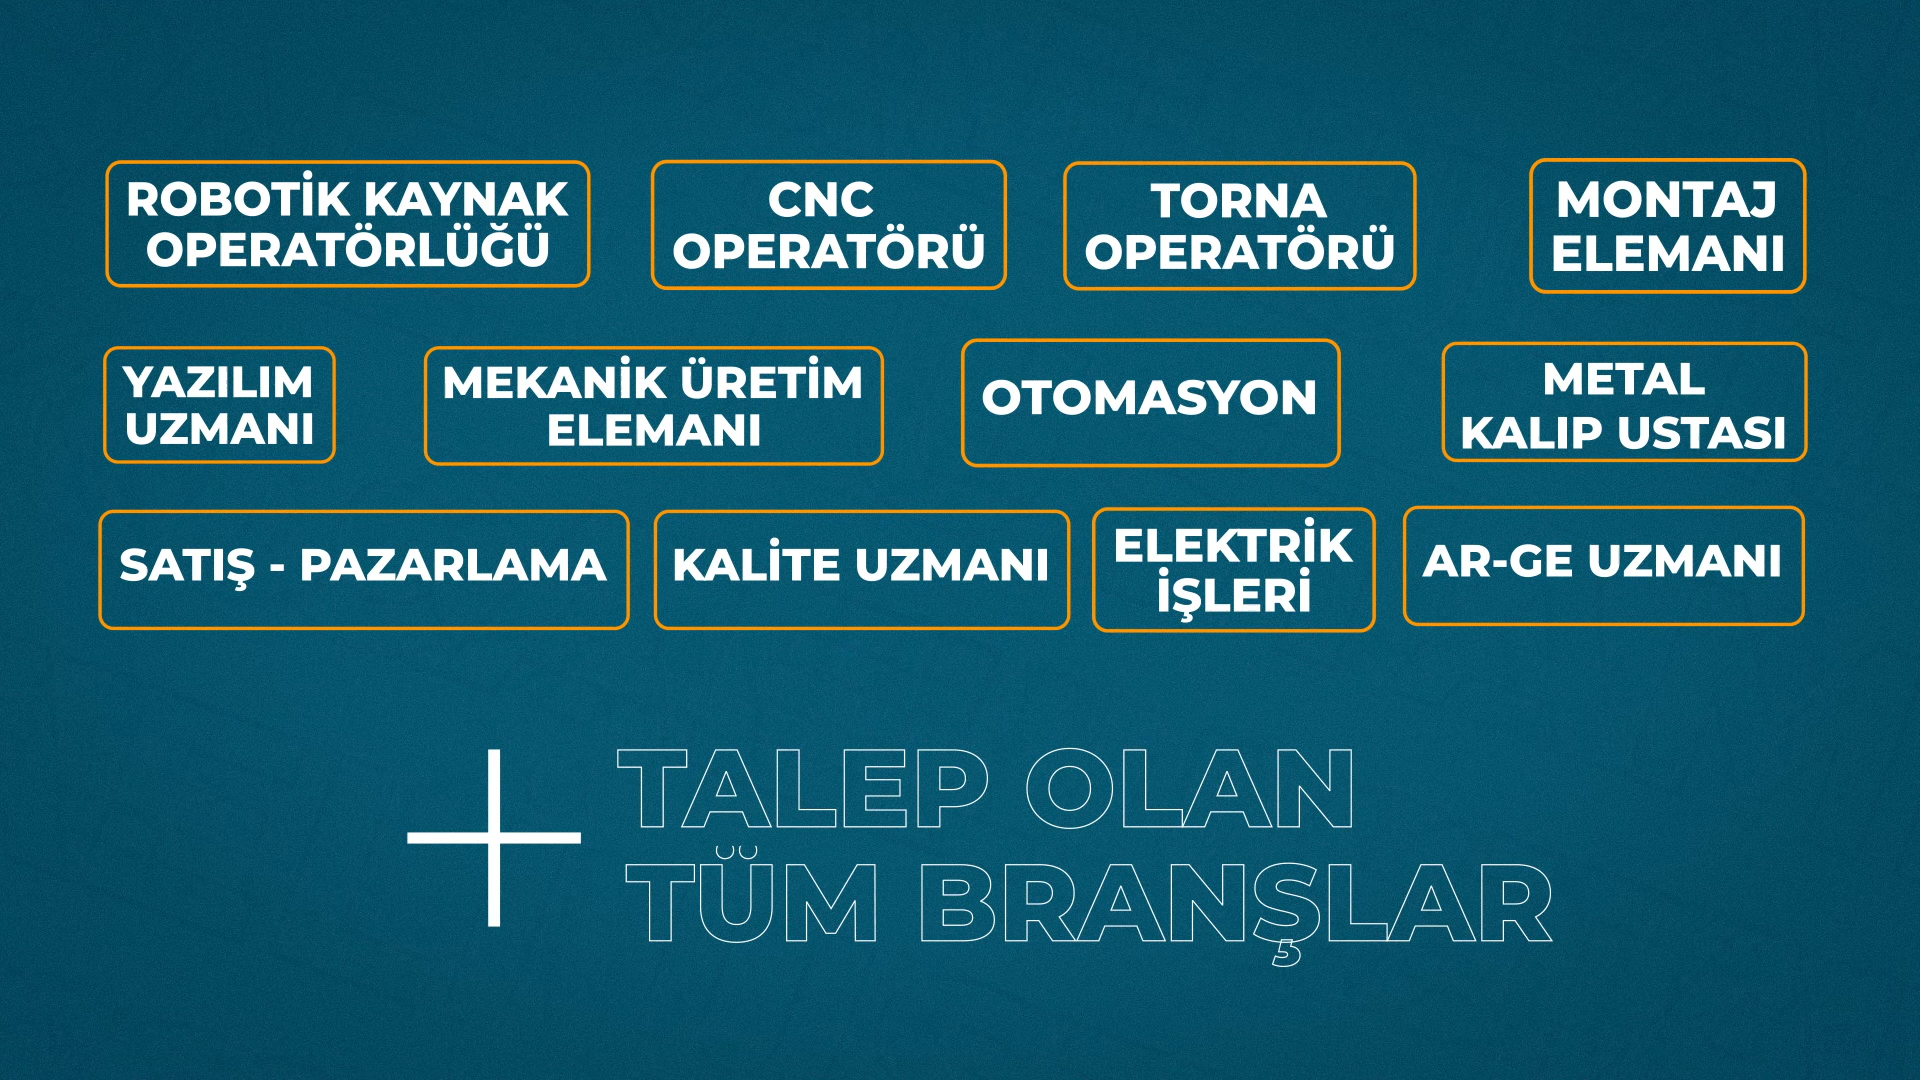 ROBOTİK KAYNAK
OPERATÖRLÜĞÜ
CNC
OPERATÖRÜ
TORNA
OPERATÖRÜ
MONTAJ
ELEMANI
YAZILIM
UZMANI
MEKANİK ÜRETİM
ELEMANI
OTOMASYON
METAL
KALIP USTASI
SATIŞ - PAZARLAMA
KALİTE UZMANI
ELEKTRİK
İŞLERİ
AR-GE UZMANI
+
TALEP OLAN
TÜM BRANŞLAR